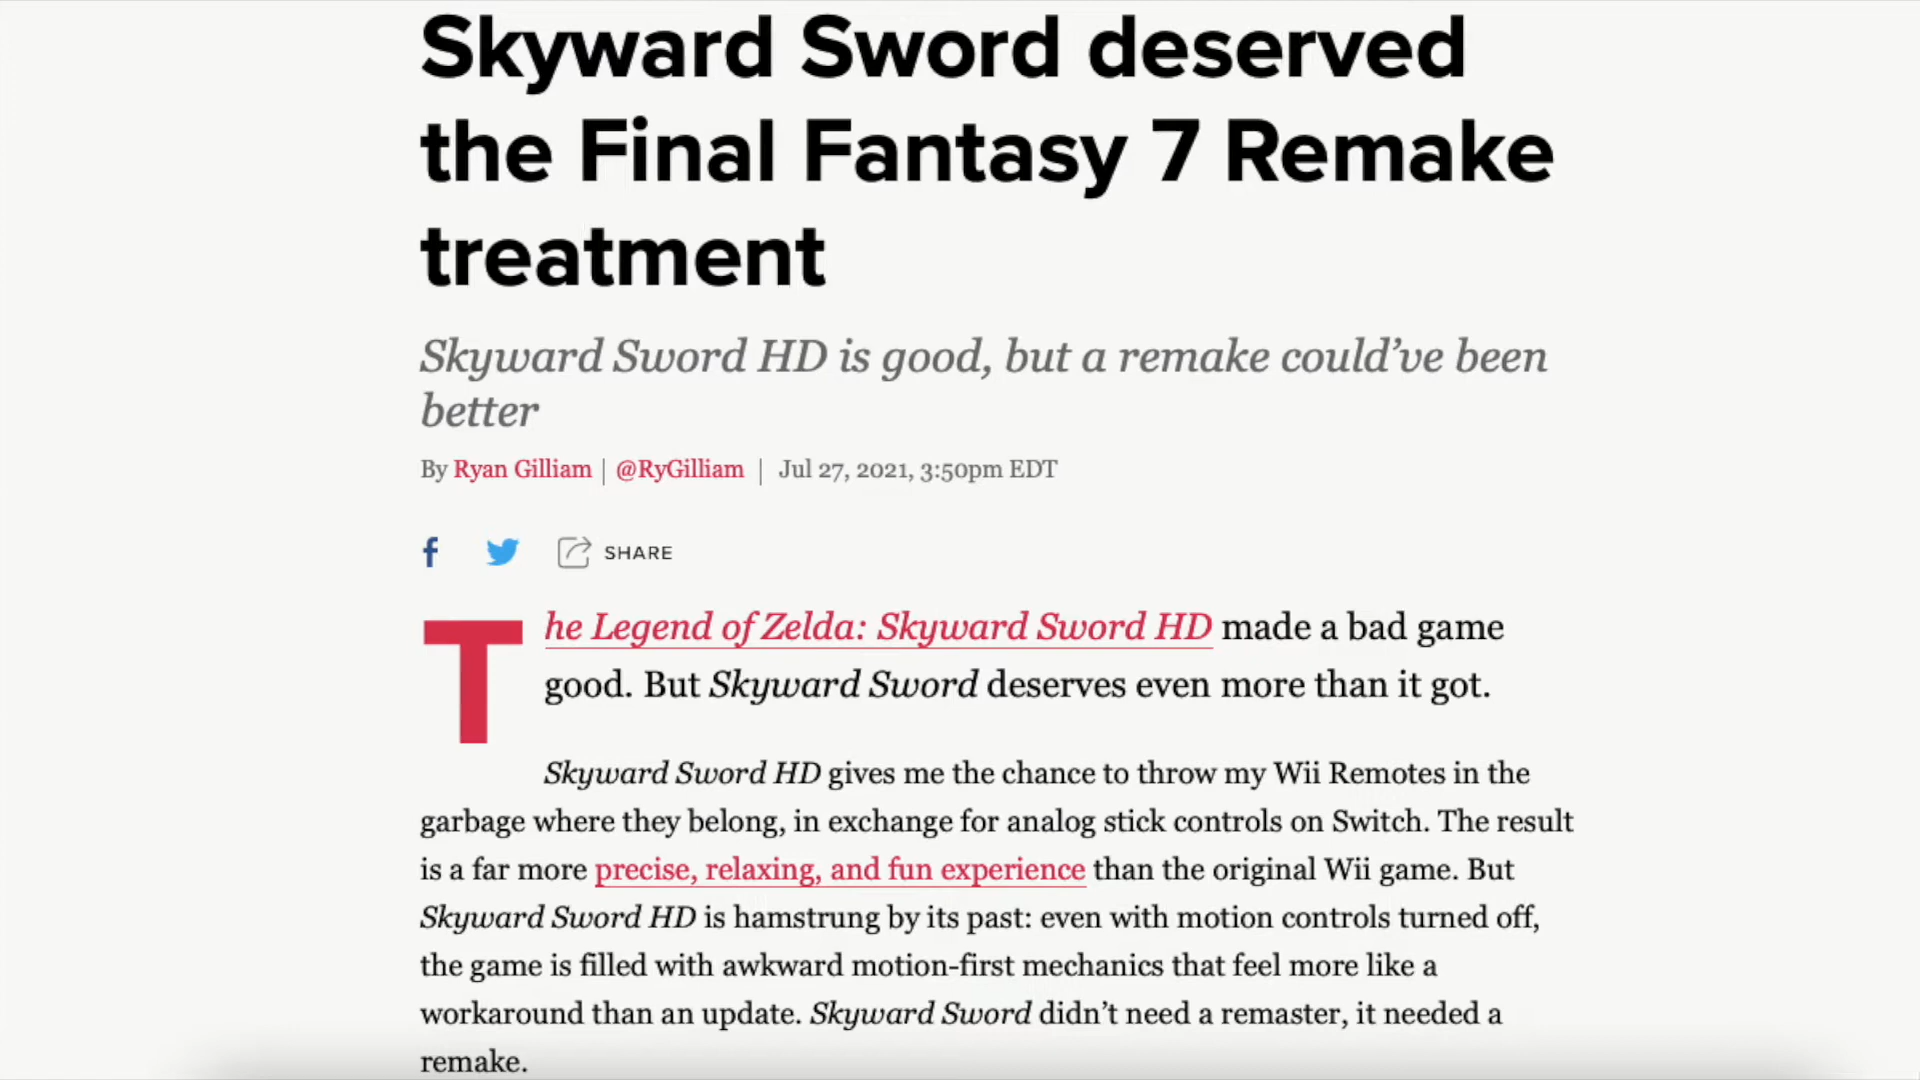 Skyward Sword deserved
the Final Fantasy 7 Remake
treatment
Skyward Sword HD is good, but a remake could’ve been
better
By Ryan Gilliam | @RyGilliam | Jul 27, 2021, 3:50pm EDT
f SHARE
The Legend of Zelda: Skyward Sword HD made a bad game
good. But Skyward Sword deserves even more than it got.
Skyward Sword HD gives me the chance to throw my Wii Remotes in the
garbage where they belong, in exchange for analog stick controls on Switch. The result
is a far more precise, relaxing, and fun experience than the original Wii game. But
Skyward Sword HD is hamstrung by its past: even with motion controls turned off,
the game is filled with awkward motion-first mechanics that feel more like a
workaround than an update. Skyward Sword didn’t need a remaster, it needed a
remake.